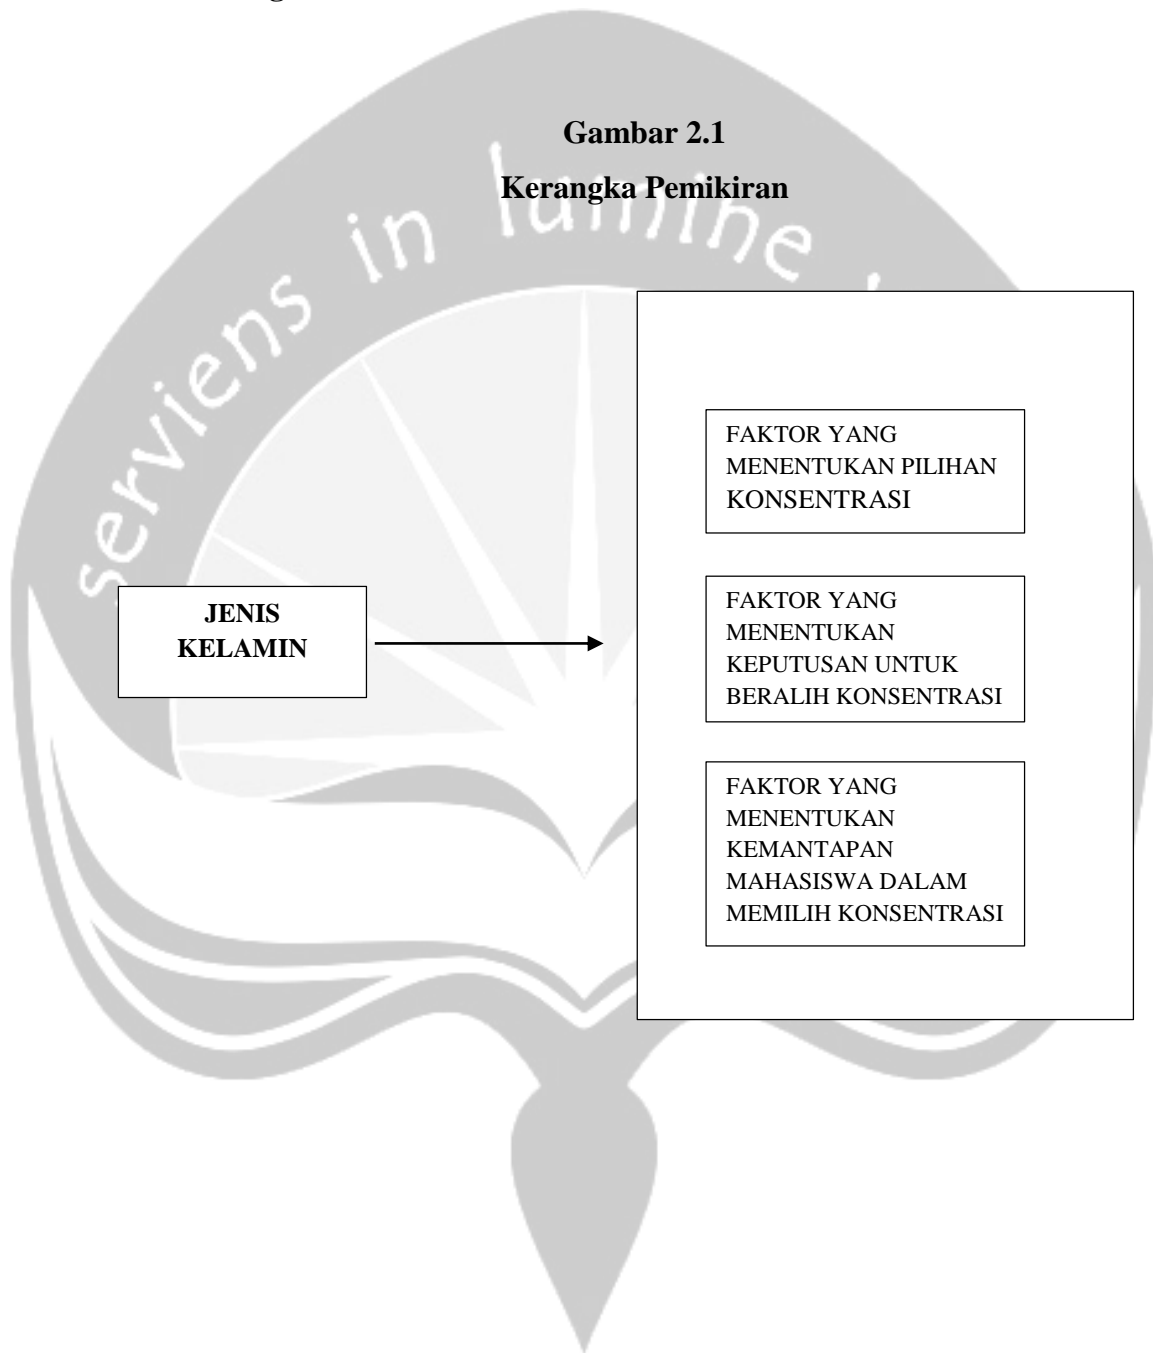 Gambar 2.1
Kerangka Pemikiran
serviens in lumine
FAKTOR YANG
MENENTUKAN PILIHAN
KONSENTRASI
JENIS
KELAMIN
FAKTOR YANG
MENENTUKAN
KEPUTUSAN UNTUK
BERALIH KONSENTRASI
FAKTOR YANG
MENENTUKAN
KEMANTAPAN
MAHASISWA DALAM
MEMILIH KONSENTRASI